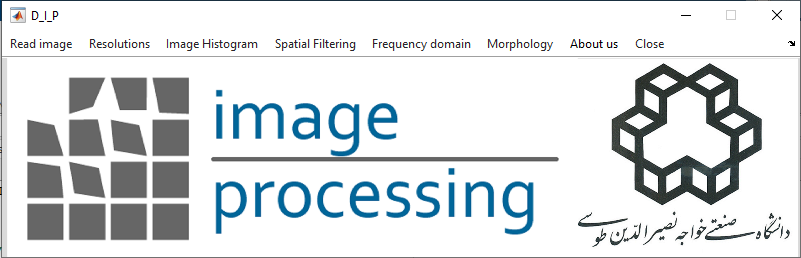 D_I_P
Read image Resolutions Image Histogram Spatial Filtering Frequency domain Morphology About us Close
image
processing
دانشگاه صنعتی خواجه نصیرالدین طوسی